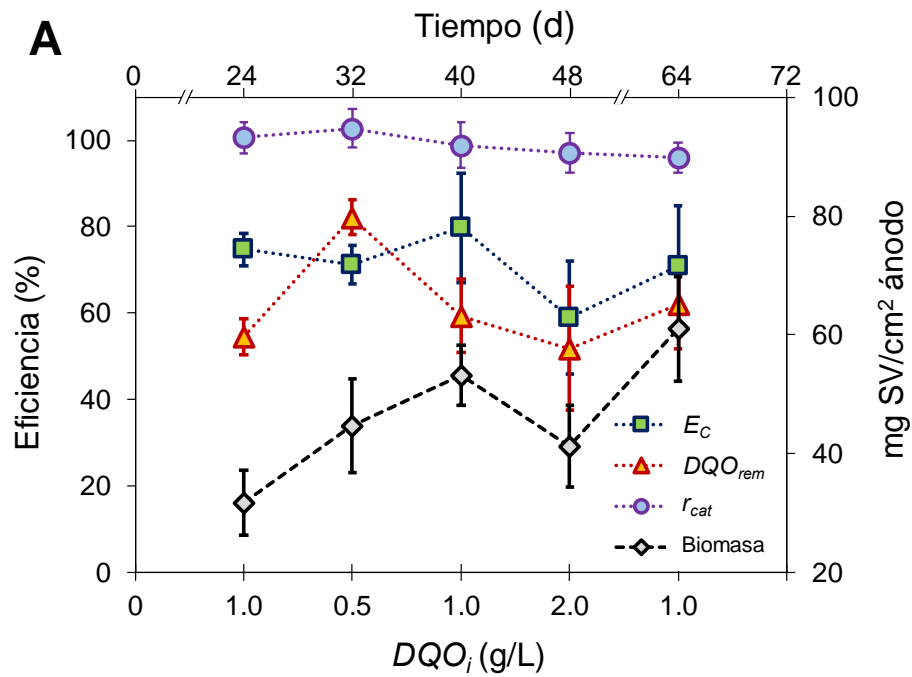 A
Tiempo (d)
0 24 32 40 48 64 72
Eficiencia (%)
100
80
60
40
20
0
mg SV/cm² ánodo
100
80
60
40
20
E_C
DQO_rem
r_cat
Biomasa
0 1.0 0.5 1.0 2.0 1.0
DQO_i (g/L)